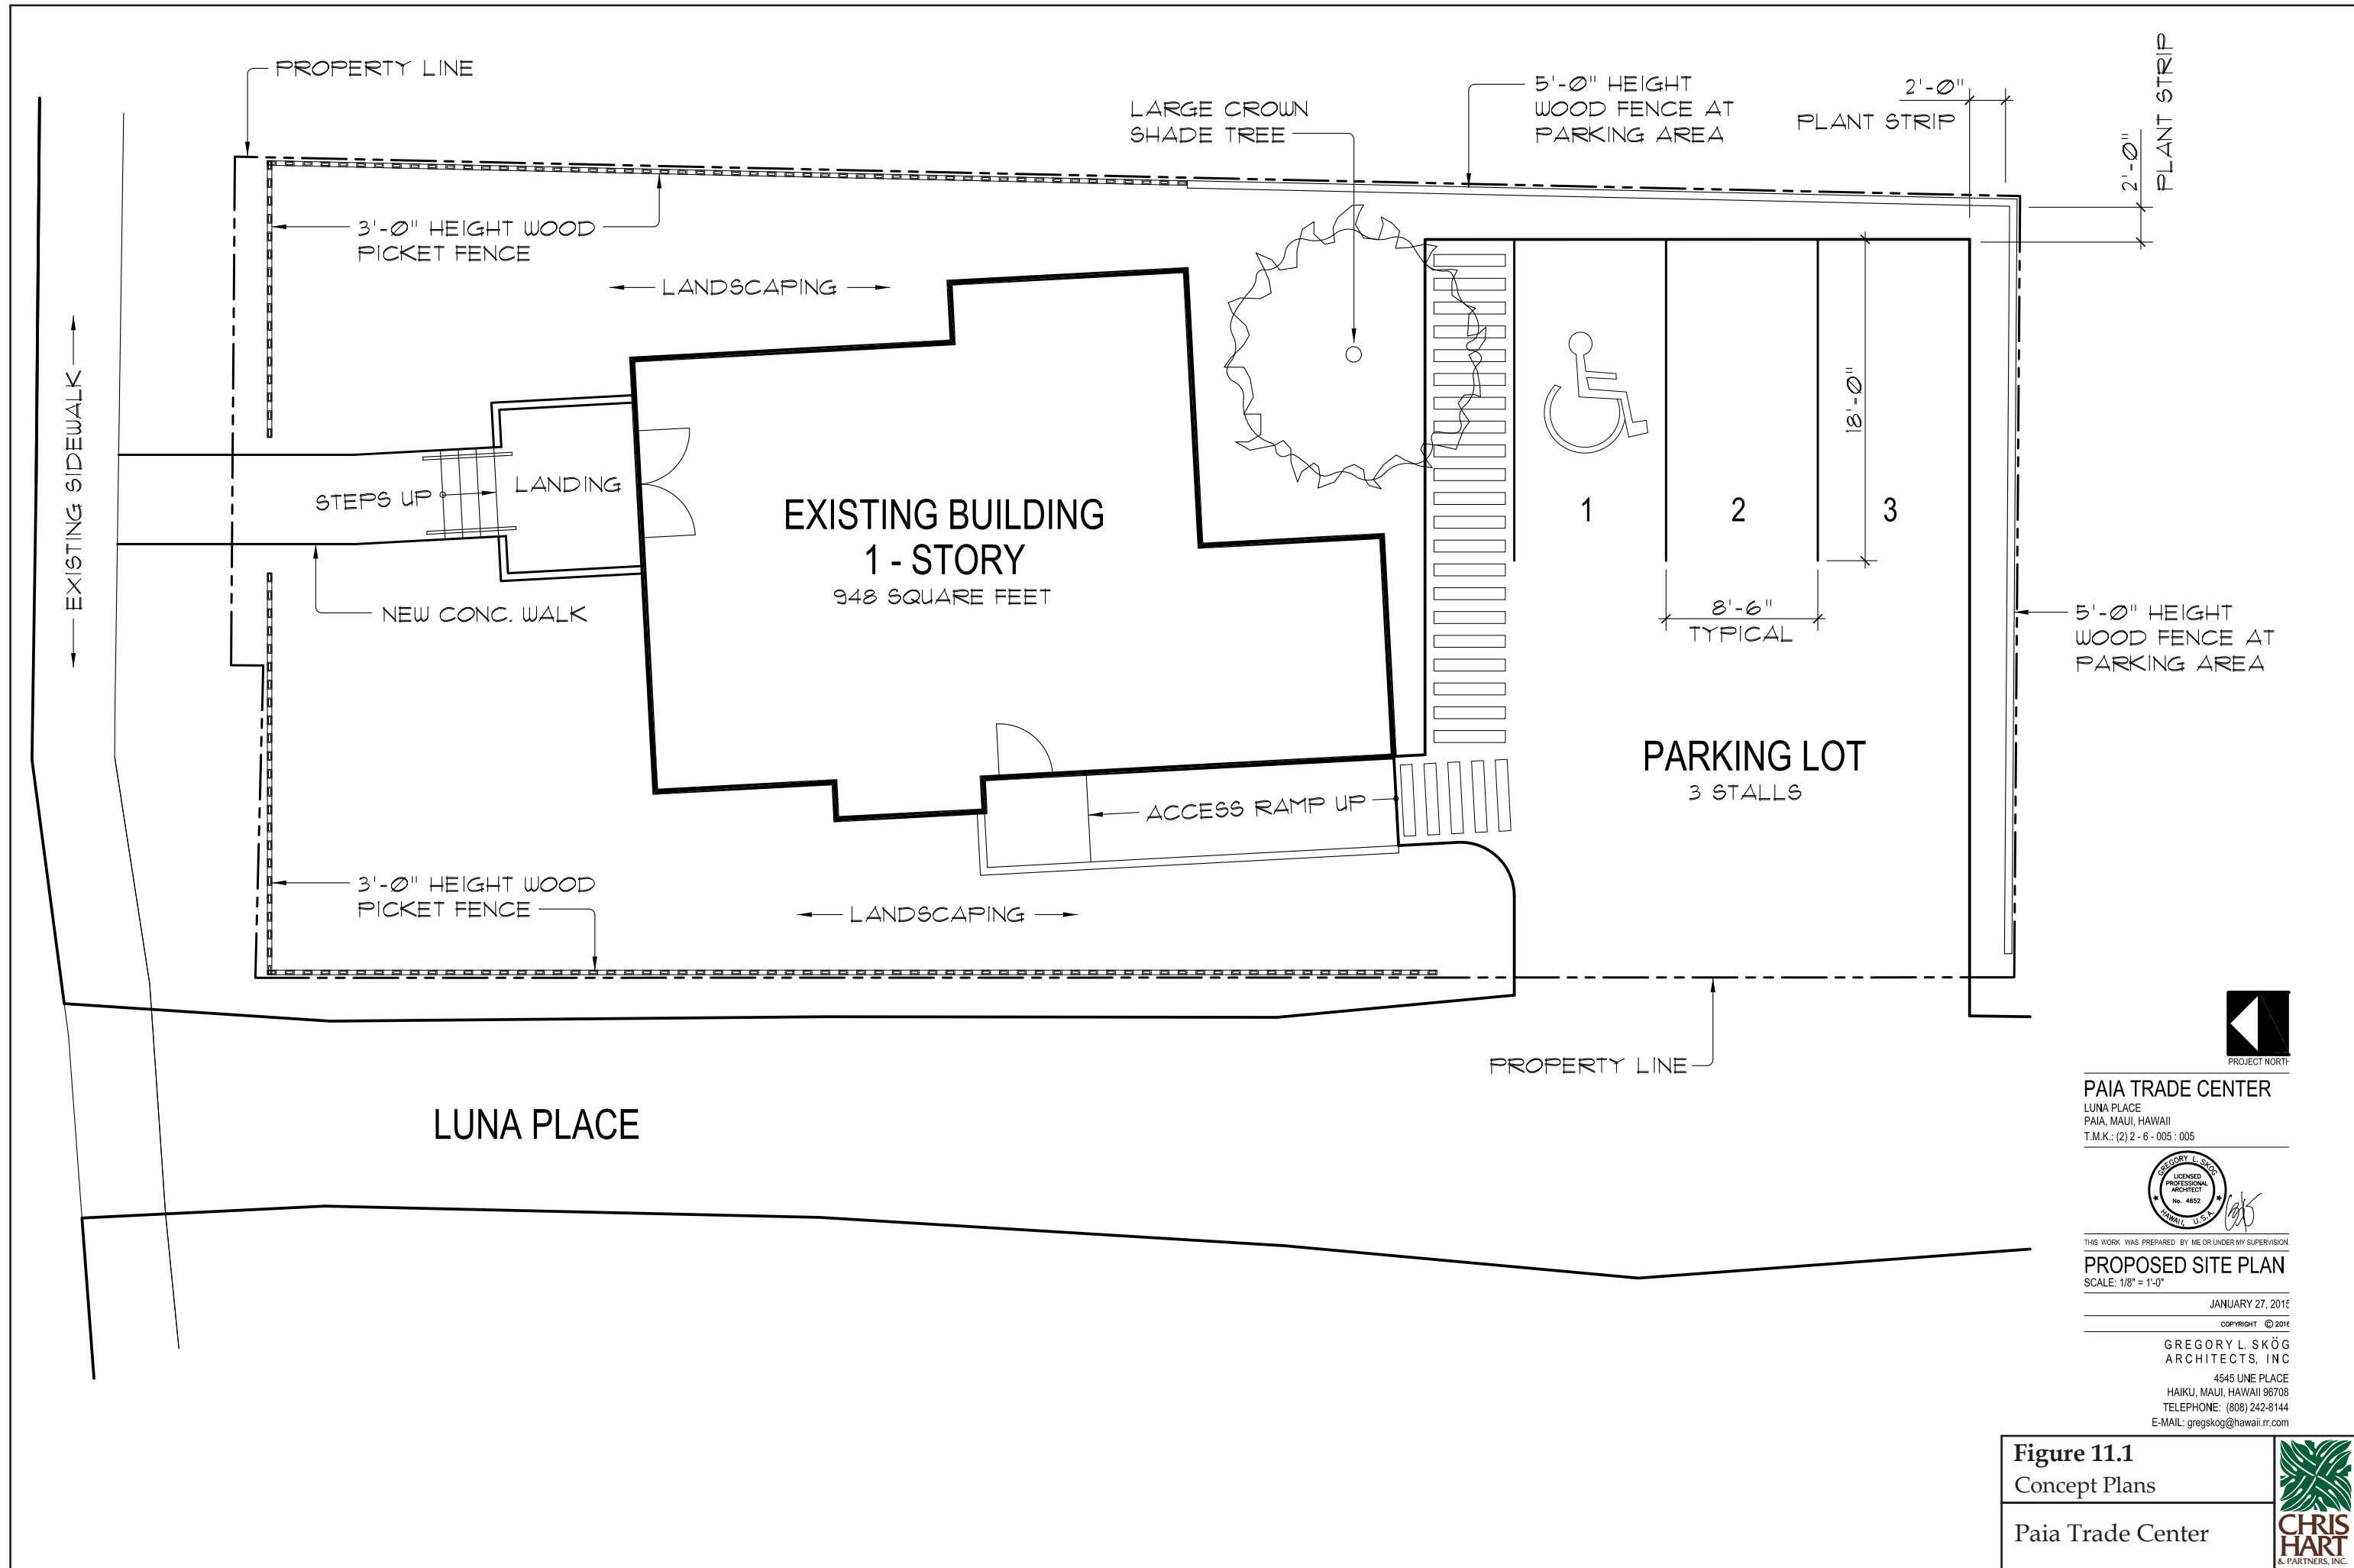 PROPERTY LINE
LARGE CROWN
SHADE TREE
5'-0" HEIGHT
WOOD FENCE AT
PARKING AREA
2'-0"
PLANT STRIP
2'-0"
PLANT STRIP
3'-0" HEIGHT WOOD
PICKET FENCE
LANDSCAPING
EXISTING SIDEWALK
STEPS UP
LANDING
NEW CONC. WALK
EXISTING BUILDING
1 - STORY
948 SQUARE FEET
18'-0"
1
2
3
8'-6"
TYPICAL
5'-0" HEIGHT
WOOD FENCE AT
PARKING AREA
PARKING LOT
3 STALLS
ACCESS RAMP UP
3'-0" HEIGHT WOOD
PICKET FENCE
LANDSCAPING
PROPERTY LINE
LUNA PLACE
PROJECT NORTH
PAIA TRADE CENTER
LUNA PLACE
PAIA, MAUI, HAWAII
T.M.K.: (2) 2 - 6 - 005 : 005
GREGORY L. SKOG
LICENSED
PROFESSIONAL
ARCHITECT
No. 4652
HAWAII, U.S.A.
THIS WORK WAS PREPARED BY ME OR UNDER MY SUPERVISION.
PROPOSED SITE PLAN
SCALE: 1/8" = 1'-0"
JANUARY 27, 2015
COPYRIGHT © 2016
GREGORY L. SKÖG
ARCHITECTS, INC
4545 UNE PLACE
HAIKU, MAUI, HAWAII 96708
TELEPHONE: (808) 242-8144
E-MAIL: gregskog@hawaii.rr.com
Figure 11.1
Concept Plans
Paia Trade Center
CHRIS
HART
& PARTNERS, INC.